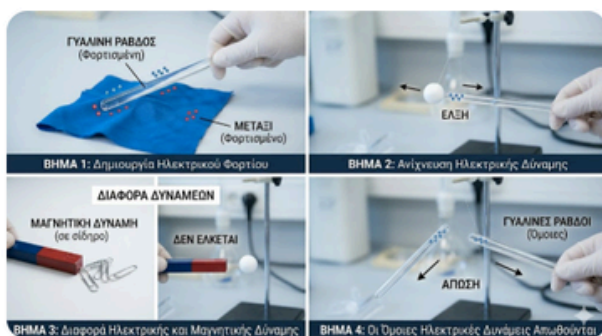 ΓΥΑΛΙΝΗ ΡΑΒΔΟΣ
(Φορτισμένη)
ΜΕΤΑΞΙ
(Φορτισμένο)
ΒΗΜΑ 1: Δημιουργία Ηλεκτρικού Φορτίου
ΕΛΞΗ
ΒΗΜΑ 2: Ανίχνευση Ηλεκτρικής Δύναμης
ΔΙΑΦΟΡΑ ΔΥΝΑΜΕΩΝ
ΜΑΓΝΗΤΙΚΗ ΔΥΝΑΜΗ
(σε σίδηρο)
ΔΕΝ ΕΛΚΕΤΑΙ
ΒΗΜΑ 3: Διαφορά Ηλεκτρικής και Μαγνητικής Δύναμης
ΓΥΑΛΙΝΕΣ ΡΑΒΔΟΙ
(Όμοιες)
ΑΠΩΣΗ
ΒΗΜΑ 4: Οι Όμοιες Ηλεκτρικές Δυνάμεις Απωθούνται